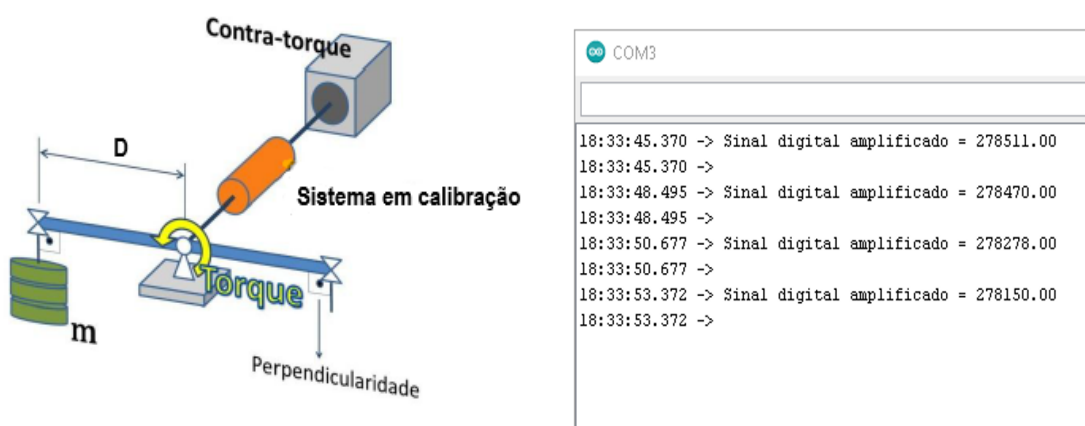 Contra-torque
D
Sistema em calibração
Torque
m
Perpendicularidade
COM3
18:33:45.370 -> Sinal digital amplificado = 278511.00
18:33:45.370 ->
18:33:48.495 -> Sinal digital amplificado = 278470.00
18:33:48.495 ->
18:33:50.677 -> Sinal digital amplificado = 278278.00
18:33:50.677 ->
18:33:53.372 -> Sinal digital amplificado = 278150.00
18:33:53.372 ->